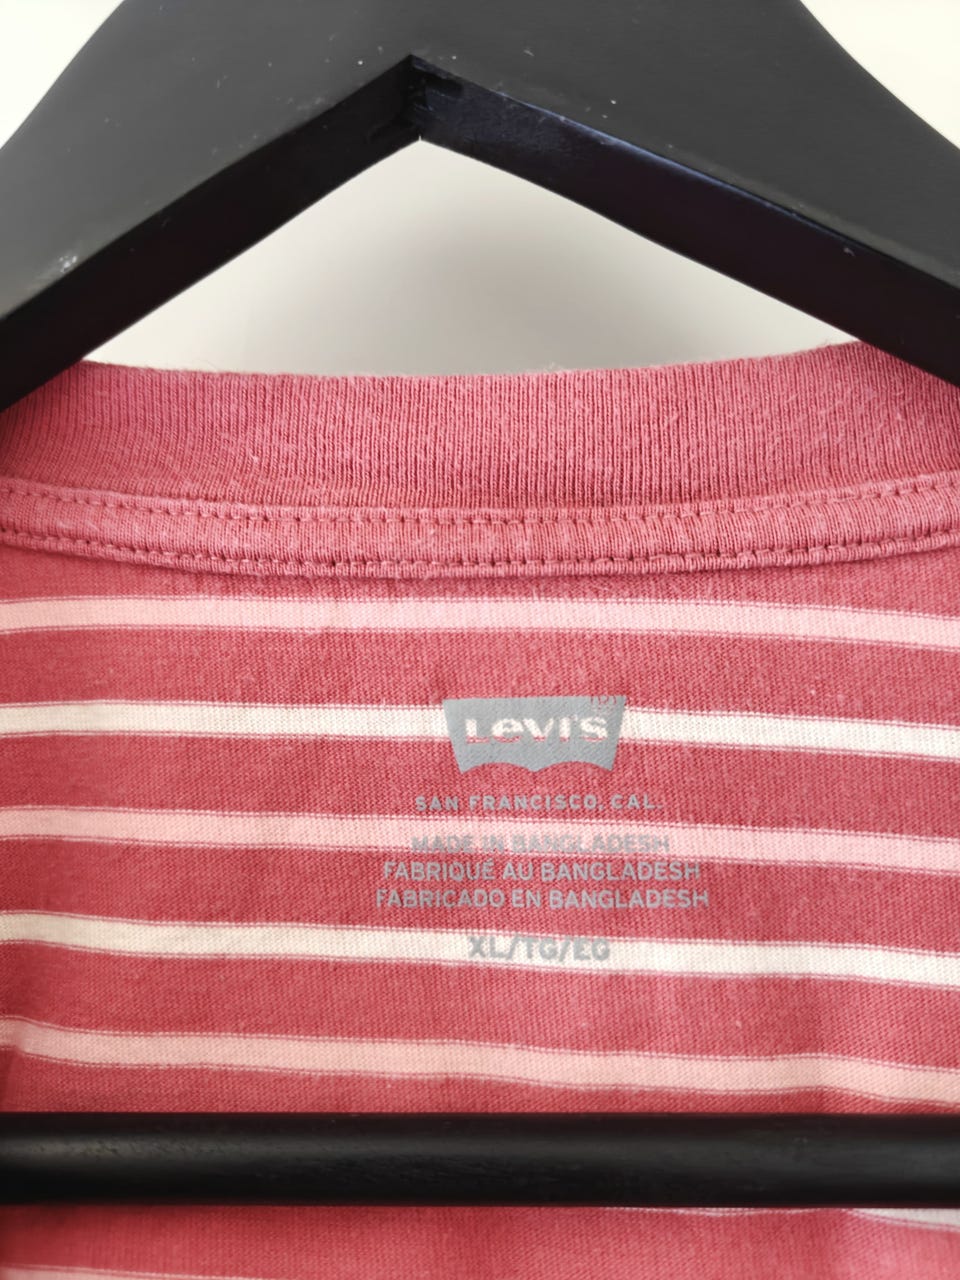 Levi's
SAN FRANCISCO, CAL.
MADE IN BANGLADESH
FABRIQUÉ AU BANGLADESH
FABRICADO EN BANGLADESH
XL/TG/EG